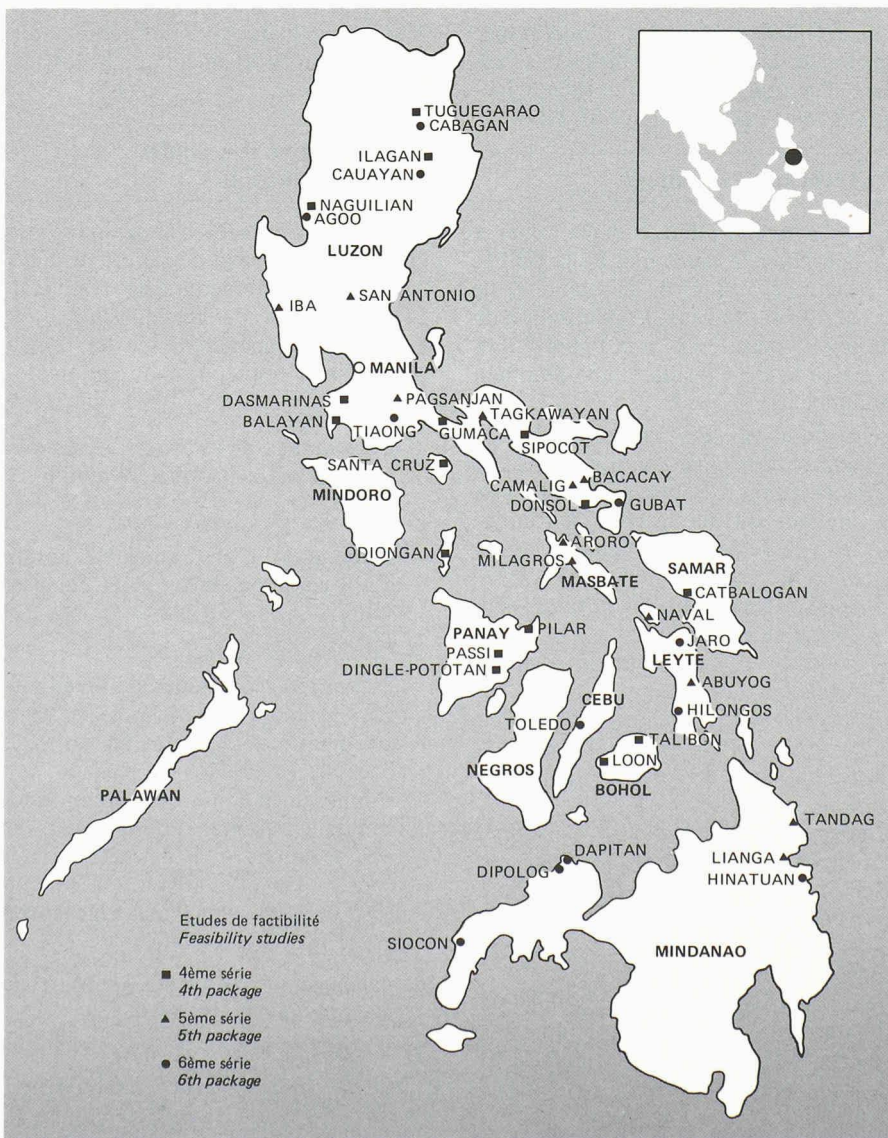 TUGUEGARAO
CABAGAN
ILAGAN
CAUAYAN
NAGUILIAN
AGOO
LUZON
SAN ANTONIO
IBA
MANILA
DASMARINAS
PAGSANJAN
TAGKAWAYAN
BALAYAN
TIAONG
GUMACA
SIPOCOT
SANTA CRUZ
MINDORO
CAMALIG
BACACAY
DONSOL
GUBAT
ODIONGAN
AROROY
MILAGROS
MASBATE
SAMAR
CATBALOGAN
NAVAL
PANAY
PILAR
JARO
PASSI
LEYTE
DINGLE-POTOTAN
ABUYOG
CEBU
HILONGOS
TOLEDO
TALIBON
LOON
NEGROS
BOHOL
PALAWAN
TANDAG
DAPITAN
LIANGA
DIPOLOG
HINATUAN
SIOCON
MINDANAO
Etudes de factibilité
Feasibility studies
4ème série
4th package
5ème série
5th package
6ème série
6th package